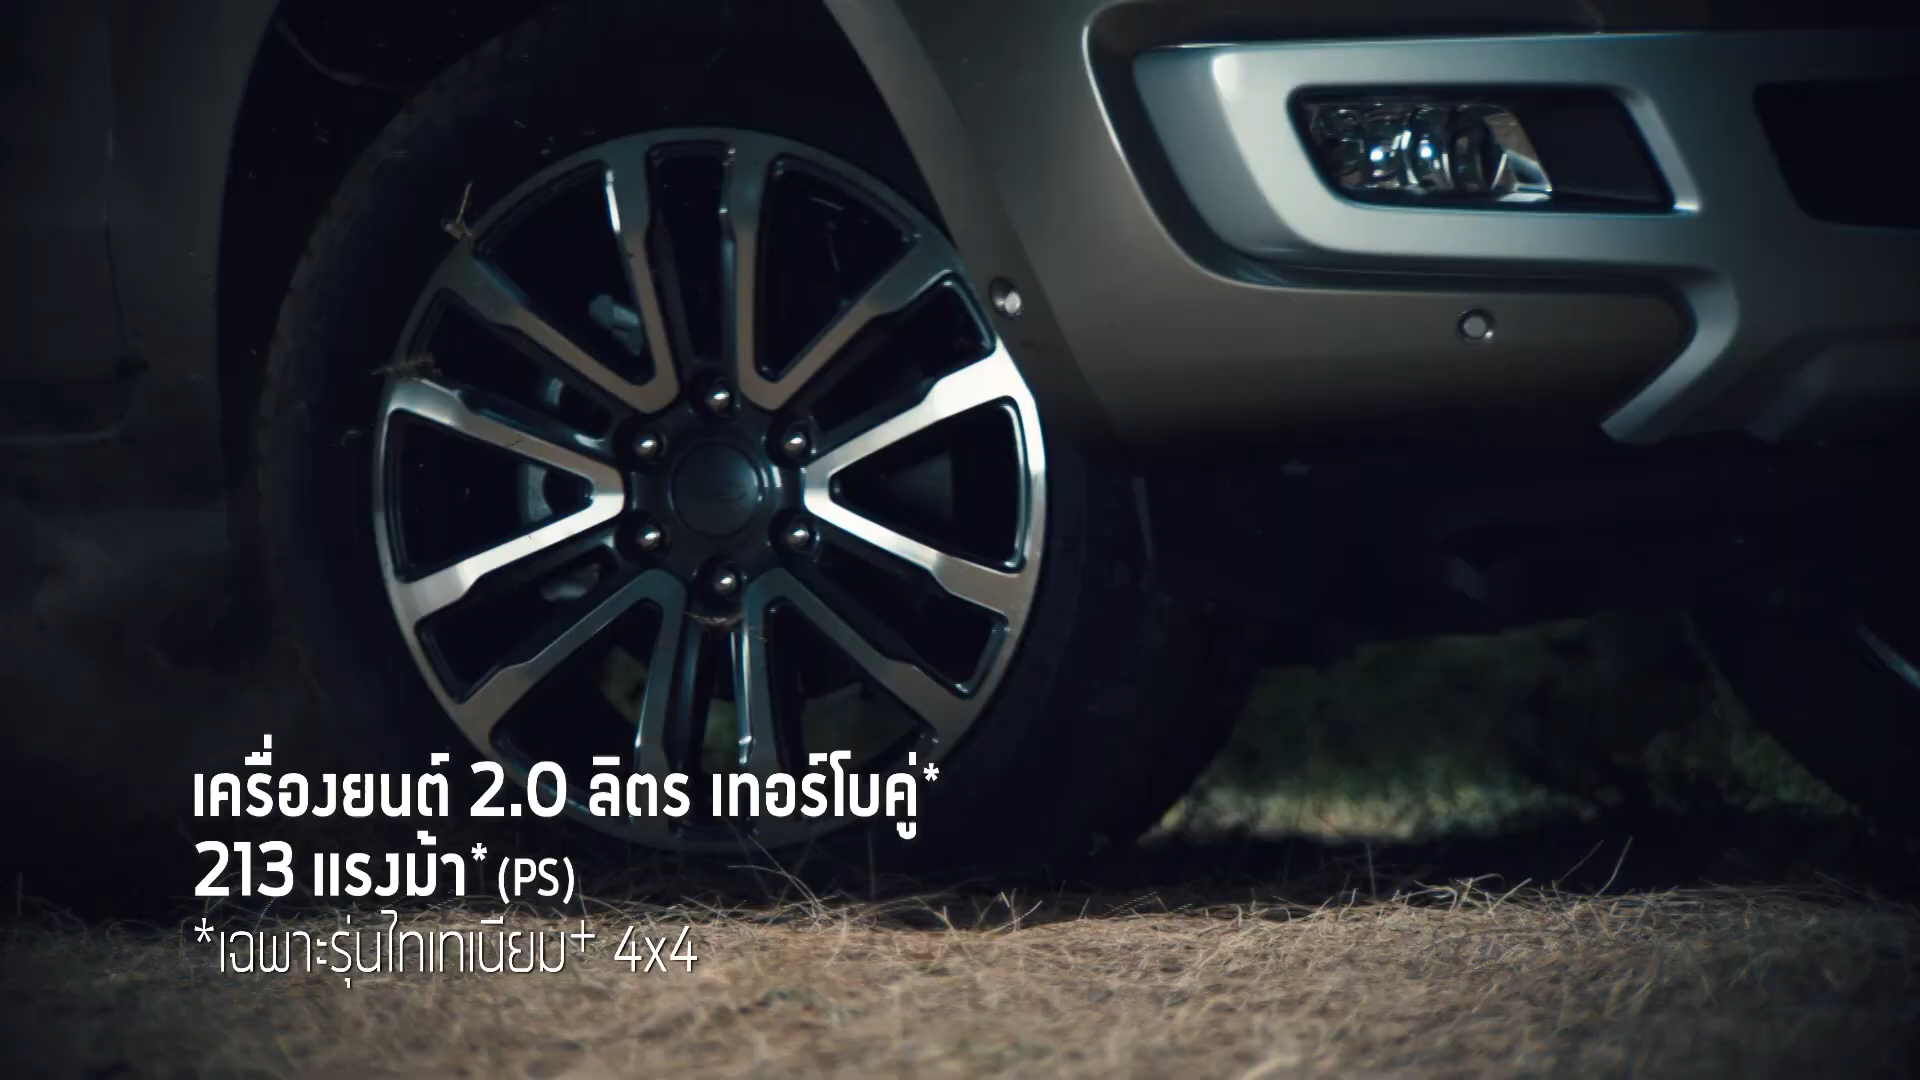 เครื่องยนต์ 2.0 ลิตร เทอร์โบคู่*
213 แรงม้า* (PS)
*เฉพาะรุ่นไทเทเนียม+ 4x4